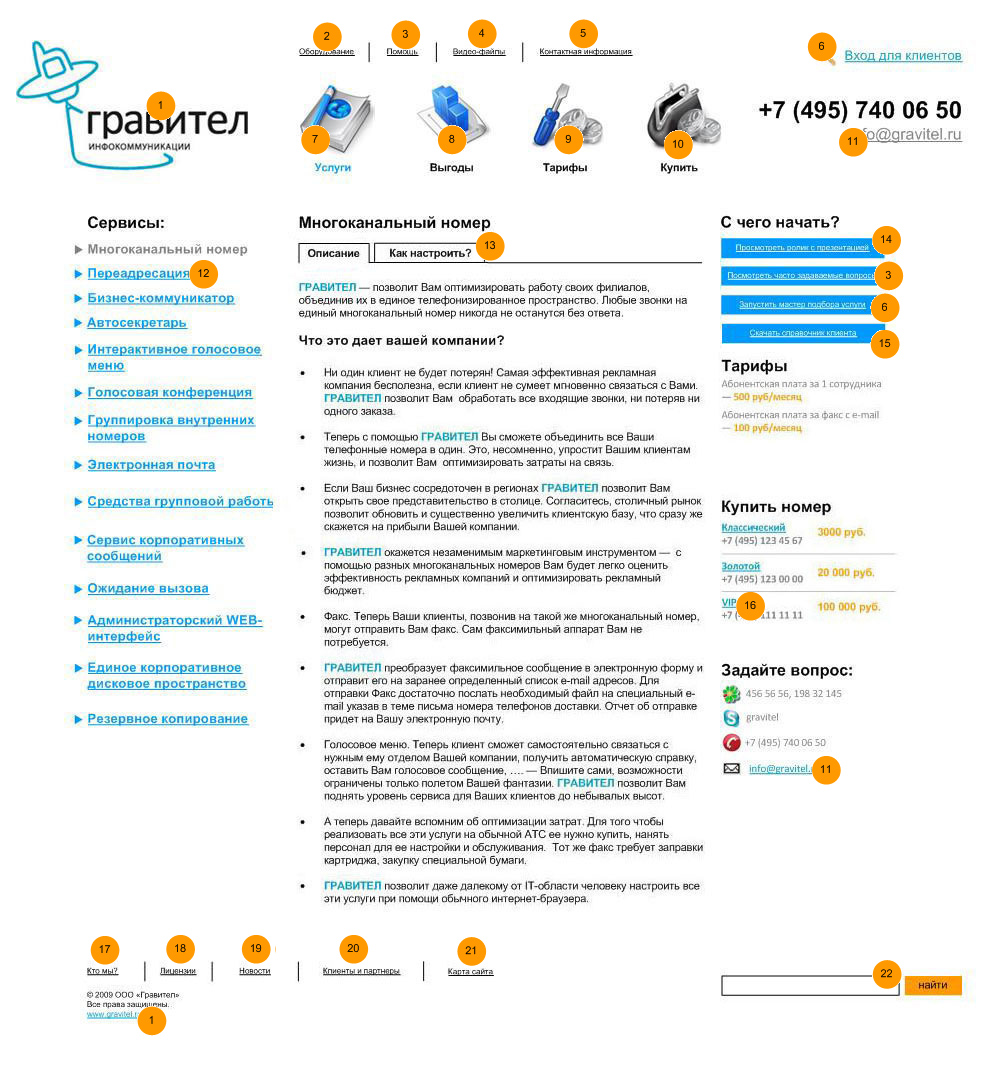 2
3
4
5
6
Оборудование
Помощь
Видео-файлы
Контактная информация
Вход для клиентов
1
гравител
ИНФОКОММУНИКАЦИИ
7
8
9
10
Услуги
Выгоды
Тарифы
Купить
+7 (495) 740 06 50
11
@gravitel.ru
Сервисы:
Многоканальный номер
Переадресация
12
Бизнес-коммуникатор
Автосекретарь
Интерактивное голосовое
меню
Голосовая конференция
Группировка внутренних
номеров
Электронная почта
Средства групповой работы
Сервис корпоративных
сообщений
Ожидание вызова
Администраторский WEB-
интерфейс
Единое корпоративное
дисковое пространство
Резервное копирование
Многоканальный номер
Описание
Как настроить?
13
ГРАВИТЕЛ — позволит Вам оптимизировать работу своих филиалов,
объединив их в единое телефонизированное пространство. Любые звонки на
единый многоканальный номер никогда не останутся без ответа.
Что это дает вашей компании?
• Ни один клиент не будет потерян! Самая эффективная рекламная
компания бесполезна, если клиент не сумеет мгновенно связаться с Вами.
ГРАВИТЕЛ позволит Вам обработать все входящие звонки, ни потеряв ни
одного заказа.
• Теперь с помощью ГРАВИТЕЛ Вы сможете объединить все Ваши
телефонные номера в один. Это, несомненно, упростит Вашим клиентам
жизнь, и позволит Вам оптимизировать затраты на связь.
• Если Ваш бизнес сосредоточен в регионах ГРАВИТЕЛ позволит Вам
открыть свое представительство в столице. Согласитесь, столичный рынок
позволит обновить и существенно увеличить клиентскую базу, что сразу же
скажется на прибыли Вашей компании.
• ГРАВИТЕЛ окажется незаменимым маркетинговым инструментом — с
помощью разных многоканальных номеров Вам будет легко оценить
эффективность рекламных компаний и оптимизировать рекламный
бюджет.
• Факс. Теперь Ваши клиенты, позвонив на такой же многоканальный номер,
могут отправить Вам факс. Сам факсимильный аппарат Вам не
потребуется.
• ГРАВИТЕЛ преобразует факсимильное сообщение в электронную форму и
отправит его на заранее определенный список e-mail адресов. Для
отправки Факс достаточно послать необходимый файл на специальный e-
mail указав в теме письма номера телефонов доставки. Отчет об отправке
придет на Вашу электронную почту.
• Голосовое меню. Теперь клиент сможет самостоятельно связаться с
нужным ему отделом Вашей компании, получить автоматическую справку,
оставить Вам голосовое сообщение, …. — Впишите сами, возможности
ограничены только полетом Вашей фантазии. ГРАВИТЕЛ позволит Вам
поднять уровень сервиса для Ваших клиентов до небывалых высот.
• А теперь давайте вспомним об оптимизации затрат. Для того чтобы
реализовать все эти услуги на обычной АТС ее нужно купить, нанять
персонал для ее настройки и обслуживания. Тот же факс требует заправки
картриджа, закупку специальной бумаги.
• ГРАВИТЕЛ позволит даже далекому от IT-области человеку настроить все
эти услуги при помощи обычного интернет-браузера.
С чего начать?
Просмотреть ролик с презентацией
14
Посмотреть часто задаваемые вопросы
3
Запустить мастер подбора услуги
6
Скачать справочник клиента
15
Тарифы
Абонентская плата за 1 сотрудника
— 500 руб/месяц
Абонентская плата за факс с e-mail
— 100 руб/месяц
Купить номер
Классический
+7 (495) 123 45 67
3000 руб.
Золотой
+7 (495) 123 00 00
20 000 руб.
VIP
16
+7 ( 111 11 11
100 000 руб.
Задайте вопрос:
456 56 56, 198 32 145
gravitel
+7 (495) 740 06 50
info@gravitel.
11
17
18
19
20
21
Кто мы?
Лицензии
Новости
Клиенты и партнеры
Карта сайта
22
найти
© 2009 ООО «Гравител»
Все права защищены.
www.gravitel.r
1